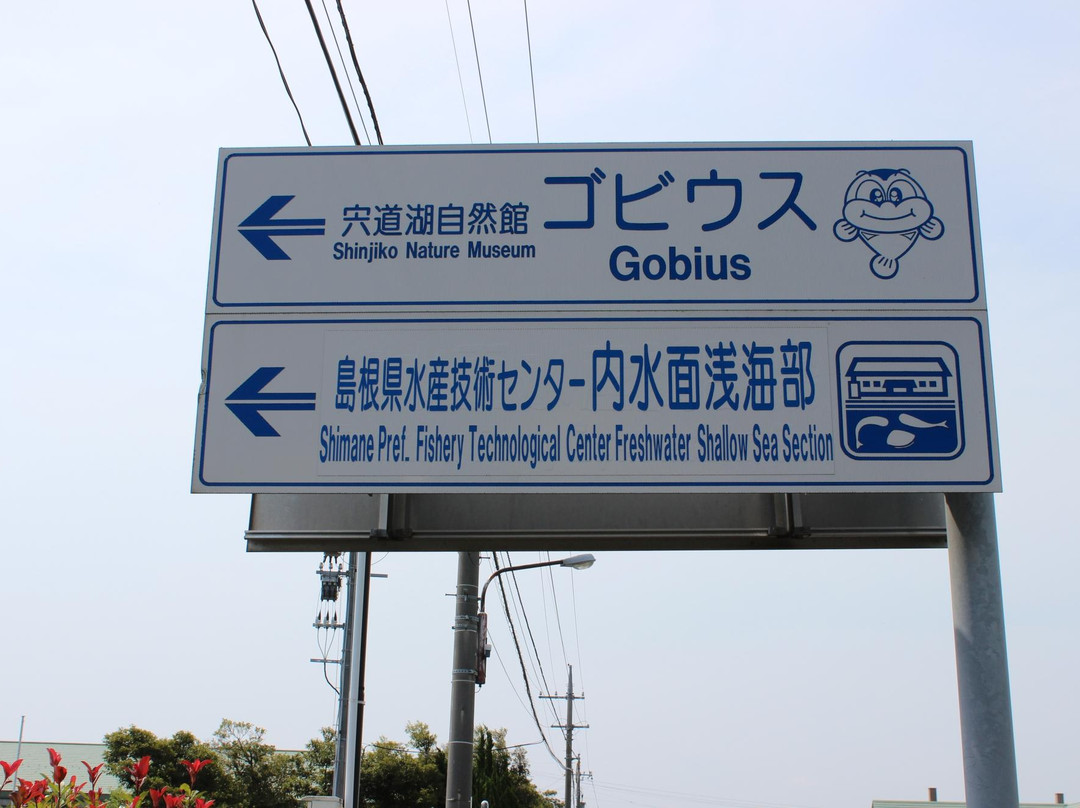 宍道湖自然館 ゴビウス
Shinjiko Nature Museum Gobius
島根県水産技術センター内水面浅海部
Shimane Pref. Fishery Technological Center Freshwater Shallow Sea Section